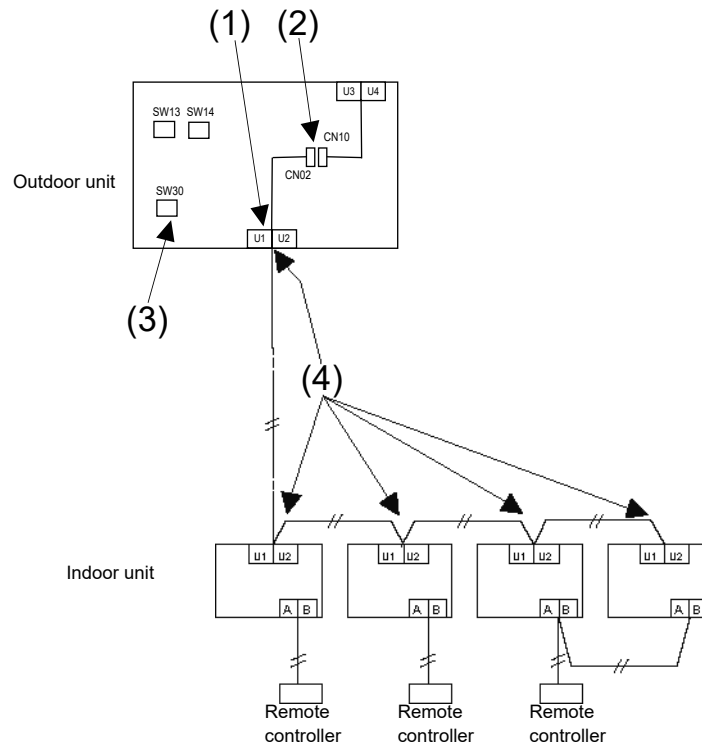 (1)
(2)
U3 U4
SW13 SW14
CN10
CN02
Outdoor unit
SW30
U1 U2
(3)
(4)
U1 U2 U1 U2 U1 U2 U1 U2
Indoor unit
A B A B A B A B
Remote controller
Remote controller
Remote controller